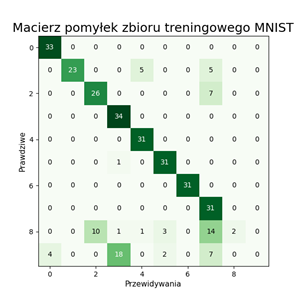 Macierz pomyłek zbioru treningowego MNIST
0 33 0 0 0 0 0 0 0 0 0
0 23 0 0 5 0 0 5 0 0
2 0 0 26 0 0 0 0 7 0 0
0 0 0 34 0 0 0 0 0 0
4 0 0 0 0 31 0 0 0 0 0
0 0 0 1 0 31 0 0 0 0
6 0 0 0 0 0 0 31 0 0 0
0 0 0 0 0 0 0 31 0 0
8 0 0 10 1 1 3 0 14 2 0
4 0 0 18 0 2 0 7 0 0
0 2 4 6 8
Przewidywania
Prawdziwe